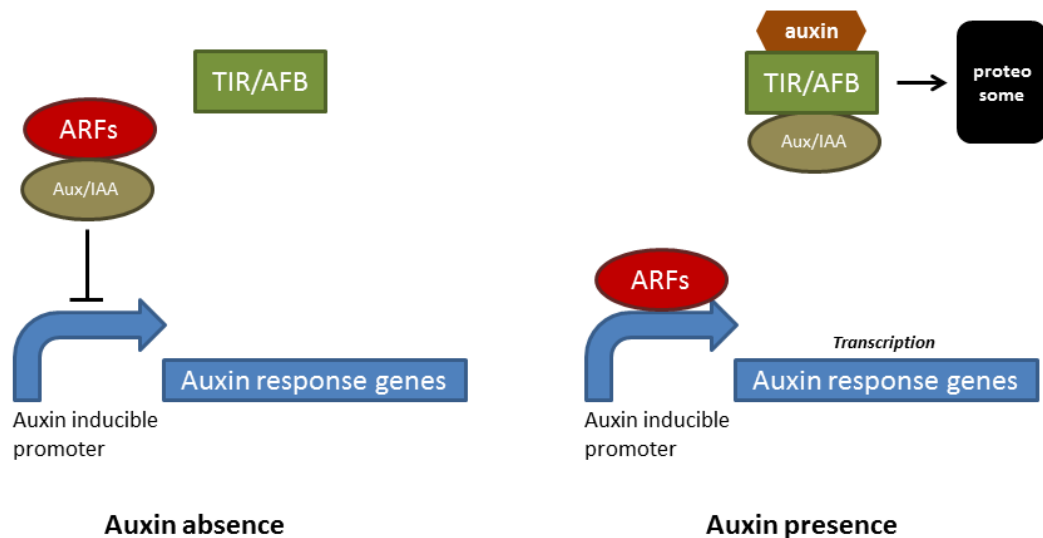 TIR/AFB
ARFs
Aux/IAA
Auxin response genes
Auxin inducible
promoter
Auxin absence
auxin
TIR/AFB
Aux/IAA
proteo
some
ARFs
Transcription
Auxin response genes
Auxin inducible
promoter
Auxin presence